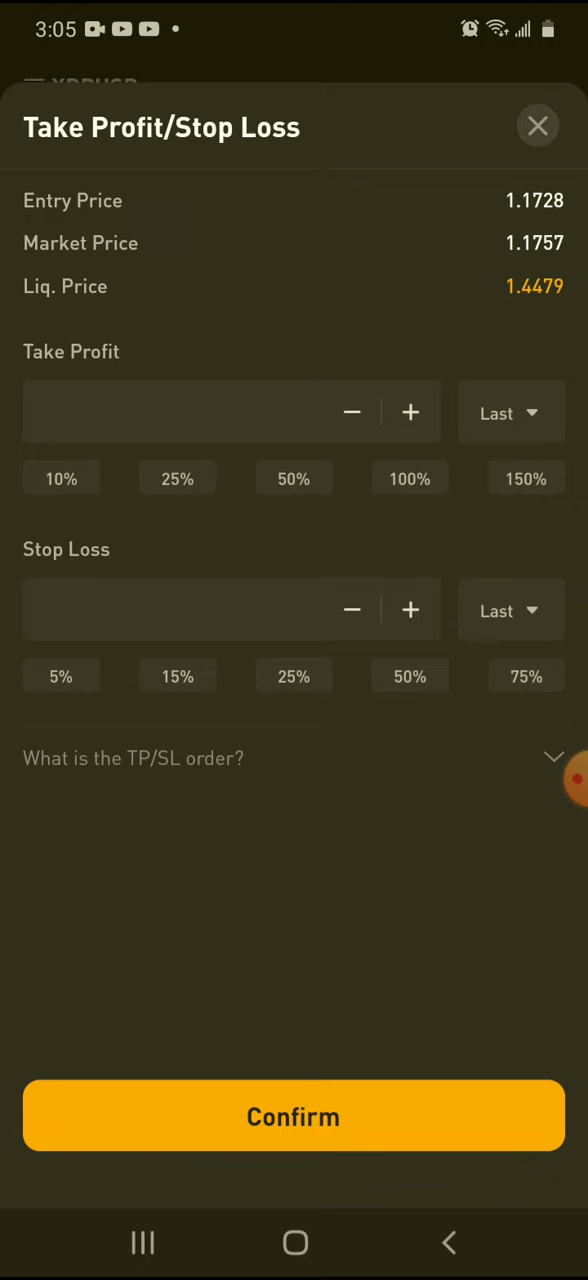 3:05
Take Profit/Stop Loss
Entry Price 1.1728
Market Price 1.1757
Liq. Price 1.4479
Take Profit
Last
10% 25% 50% 100% 150%
Stop Loss
Last
5% 15% 25% 50% 75%
What is the TP/SL order?
Confirm